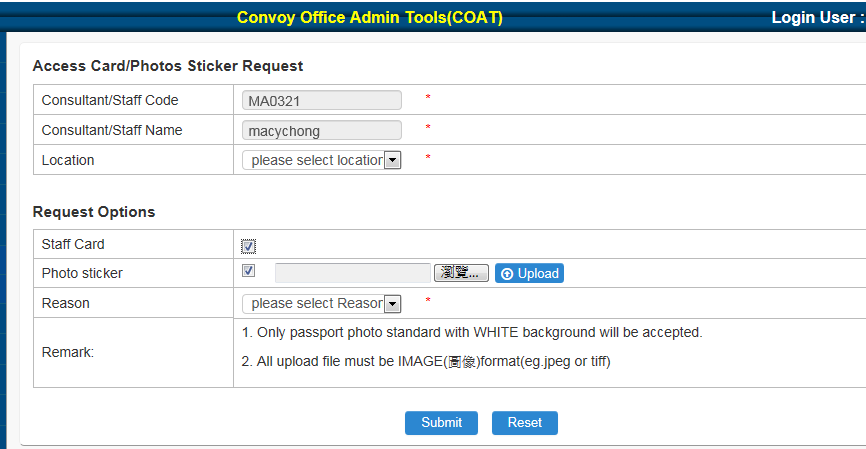 Convoy Office Admin Tools(COAT) Login User :
Access Card/Photos Sticker Request
Consultant/Staff Code MA0321 *
Consultant/Staff Name macychong *
Location please select location *
Request Options
Staff Card
Photo sticker 瀏覽... Upload
Reason please select Reason *
Remark:
1. Only passport photo standard with WHITE background will be accepted.
2. All upload file must be IMAGE(圖像)format(eg.jpeg or tiff)
Submit Reset